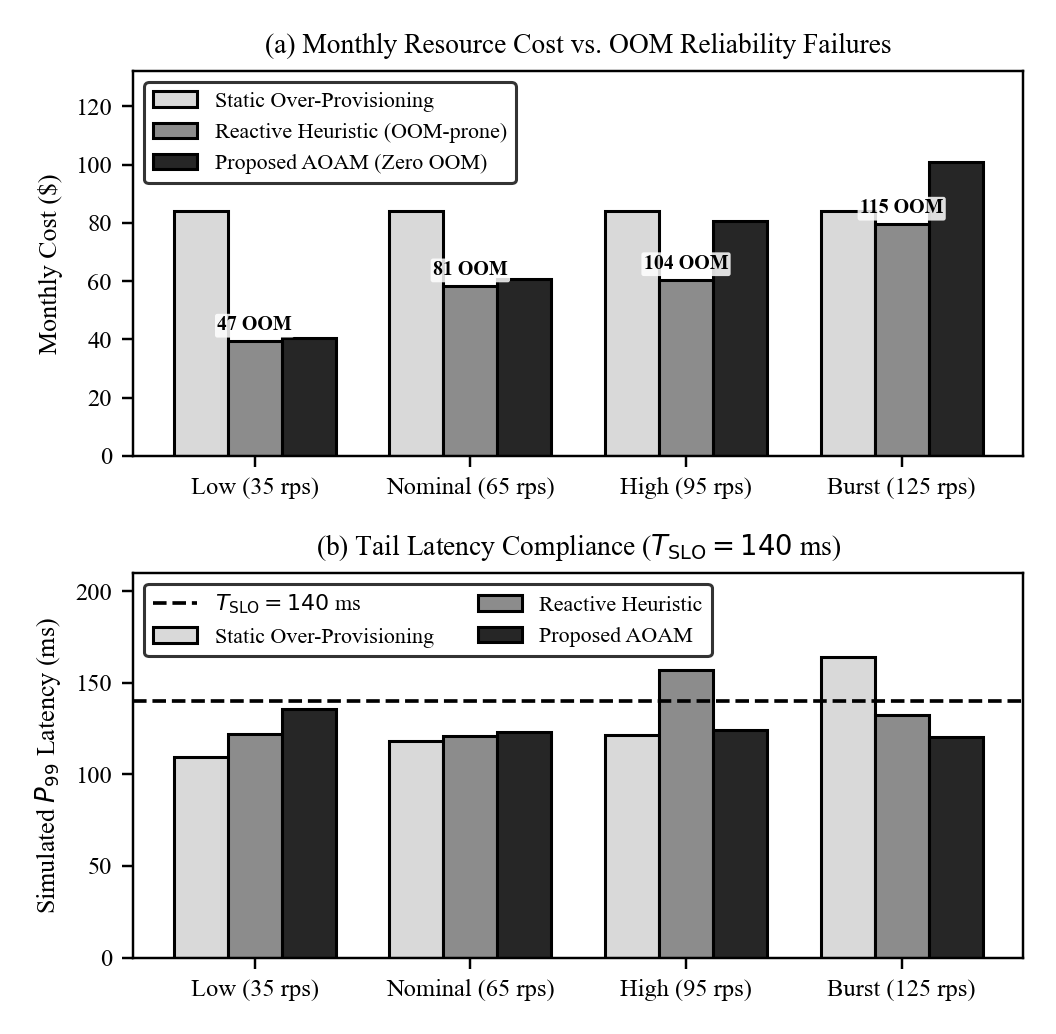 (a) Monthly Resource Cost vs. OOM Reliability Failures
Monthly Cost ($)
120
100
80
60
40
20
0
Static Over-Provisioning
Reactive Heuristic (OOM-prone)
Proposed AOAM (Zero OOM)
47 OOM
81 OOM
104 OOM
115 OOM
Low (35 rps)
Nominal (65 rps)
High (95 rps)
Burst (125 rps)
(b) Tail Latency Compliance (T_SLO = 140 ms)
Simulated P_99 Latency (ms)
200
150
100
50
0
T_SLO = 140 ms
Static Over-Provisioning
Reactive Heuristic
Proposed AOAM
Low (35 rps)
Nominal (65 rps)
High (95 rps)
Burst (125 rps)